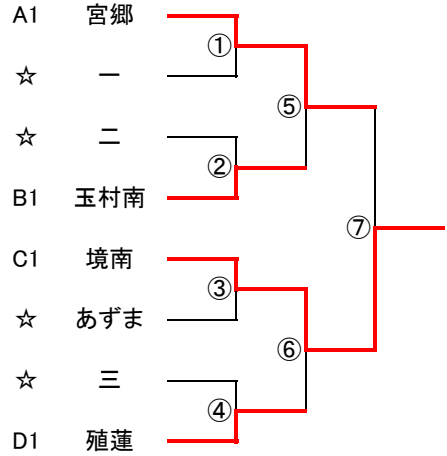 A1 宮郷
①
☆ 一
⑤
☆ 二
②
B1 玉村南
⑦
C1 境南
③
☆ あずま
⑥
☆ 三
④
D1 殖蓮